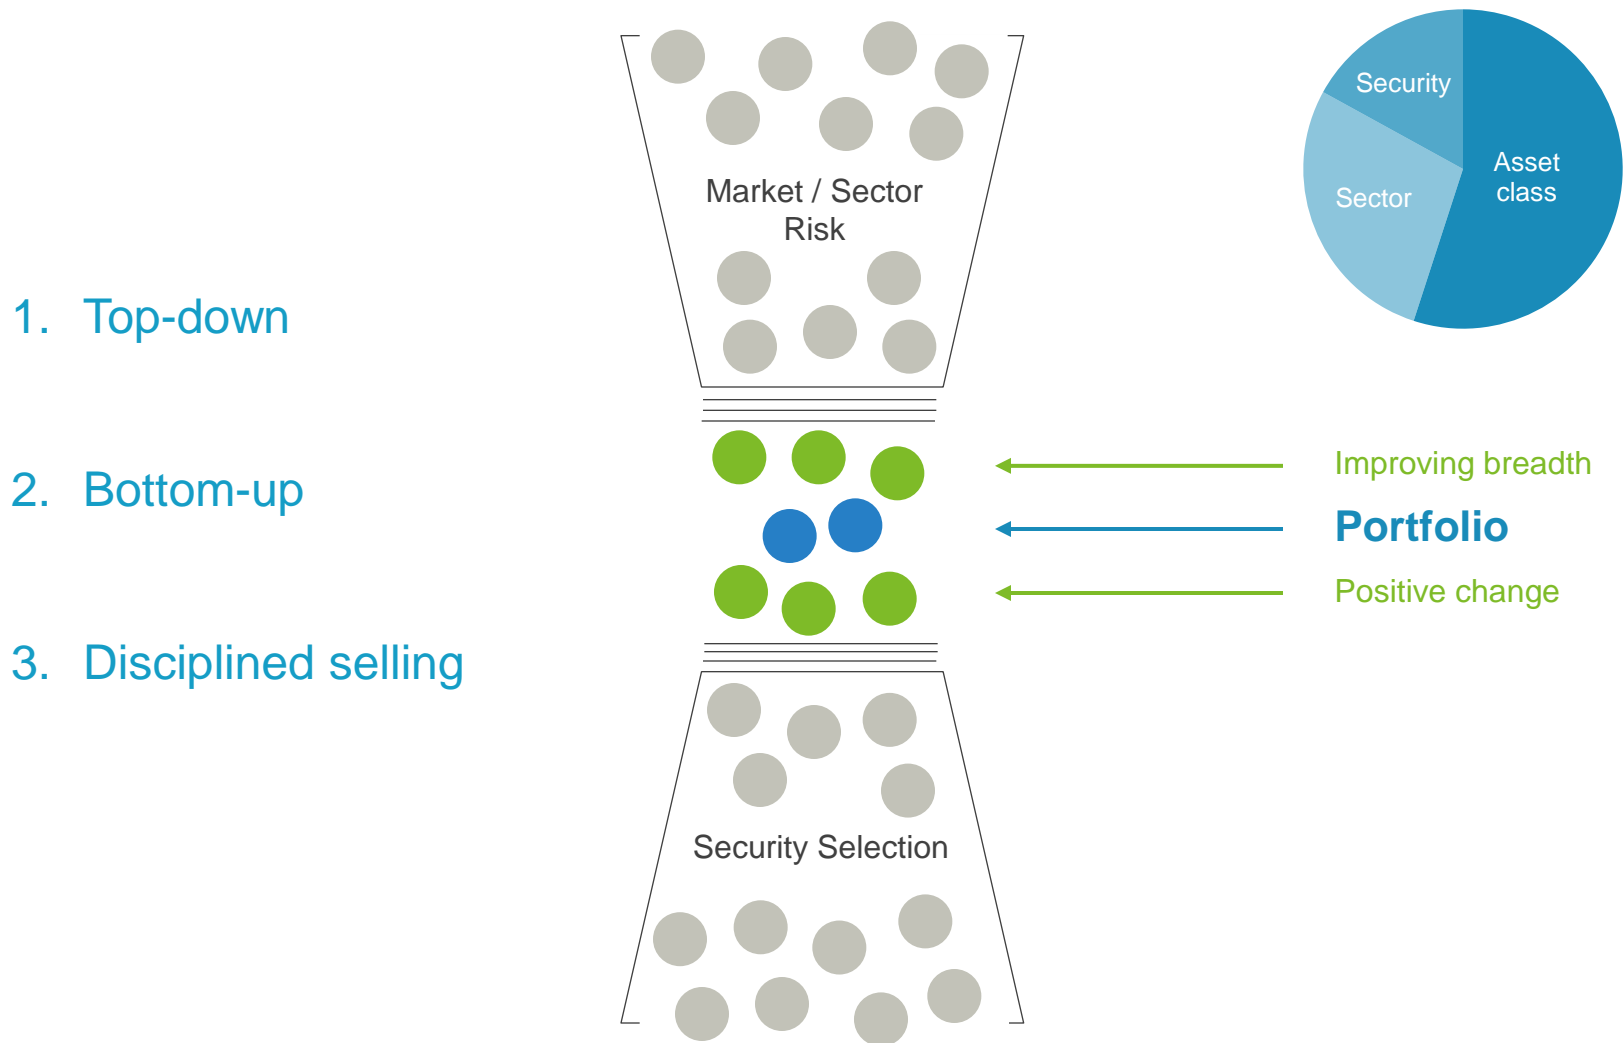 1. Top-down
2. Bottom-up
3. Disciplined selling
Market / Sector
Risk
Security Selection
Security
Sector
Asset
class
Improving breadth
Portfolio
Positive change